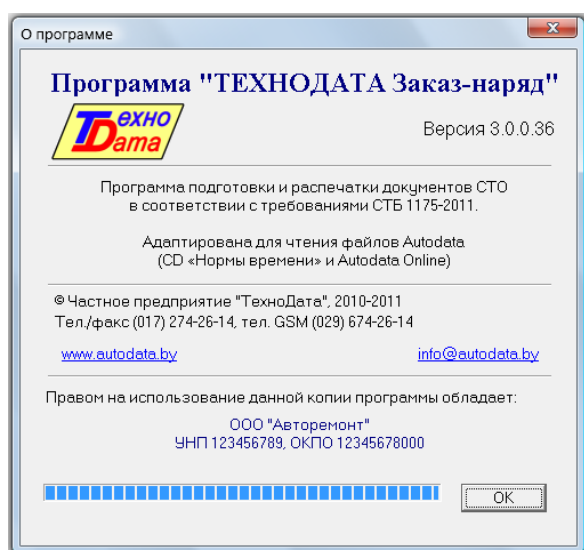 О программе
Программа "ТЕХНОДАТА Заказ-наряд"
Техно
Dата
Версия 3.0.0.36
Программа подготовки и распечатки документов СТО
в соответствии с требованиями СТБ 1175-2011.
Адаптирована для чтения файлов Autodata
(CD «Нормы времени» и Autodata Online)
© Частное предприятие "ТехноДата", 2010-2011
Тел./факс (017) 274-26-14, тел. GSM (029) 674-26-14
www.autodata.by
info@autodata.by
Правом на использование данной копии программы обладает:
ООО "Авторемонт"
УНП 123456789, ОКПО 12345678000
OK